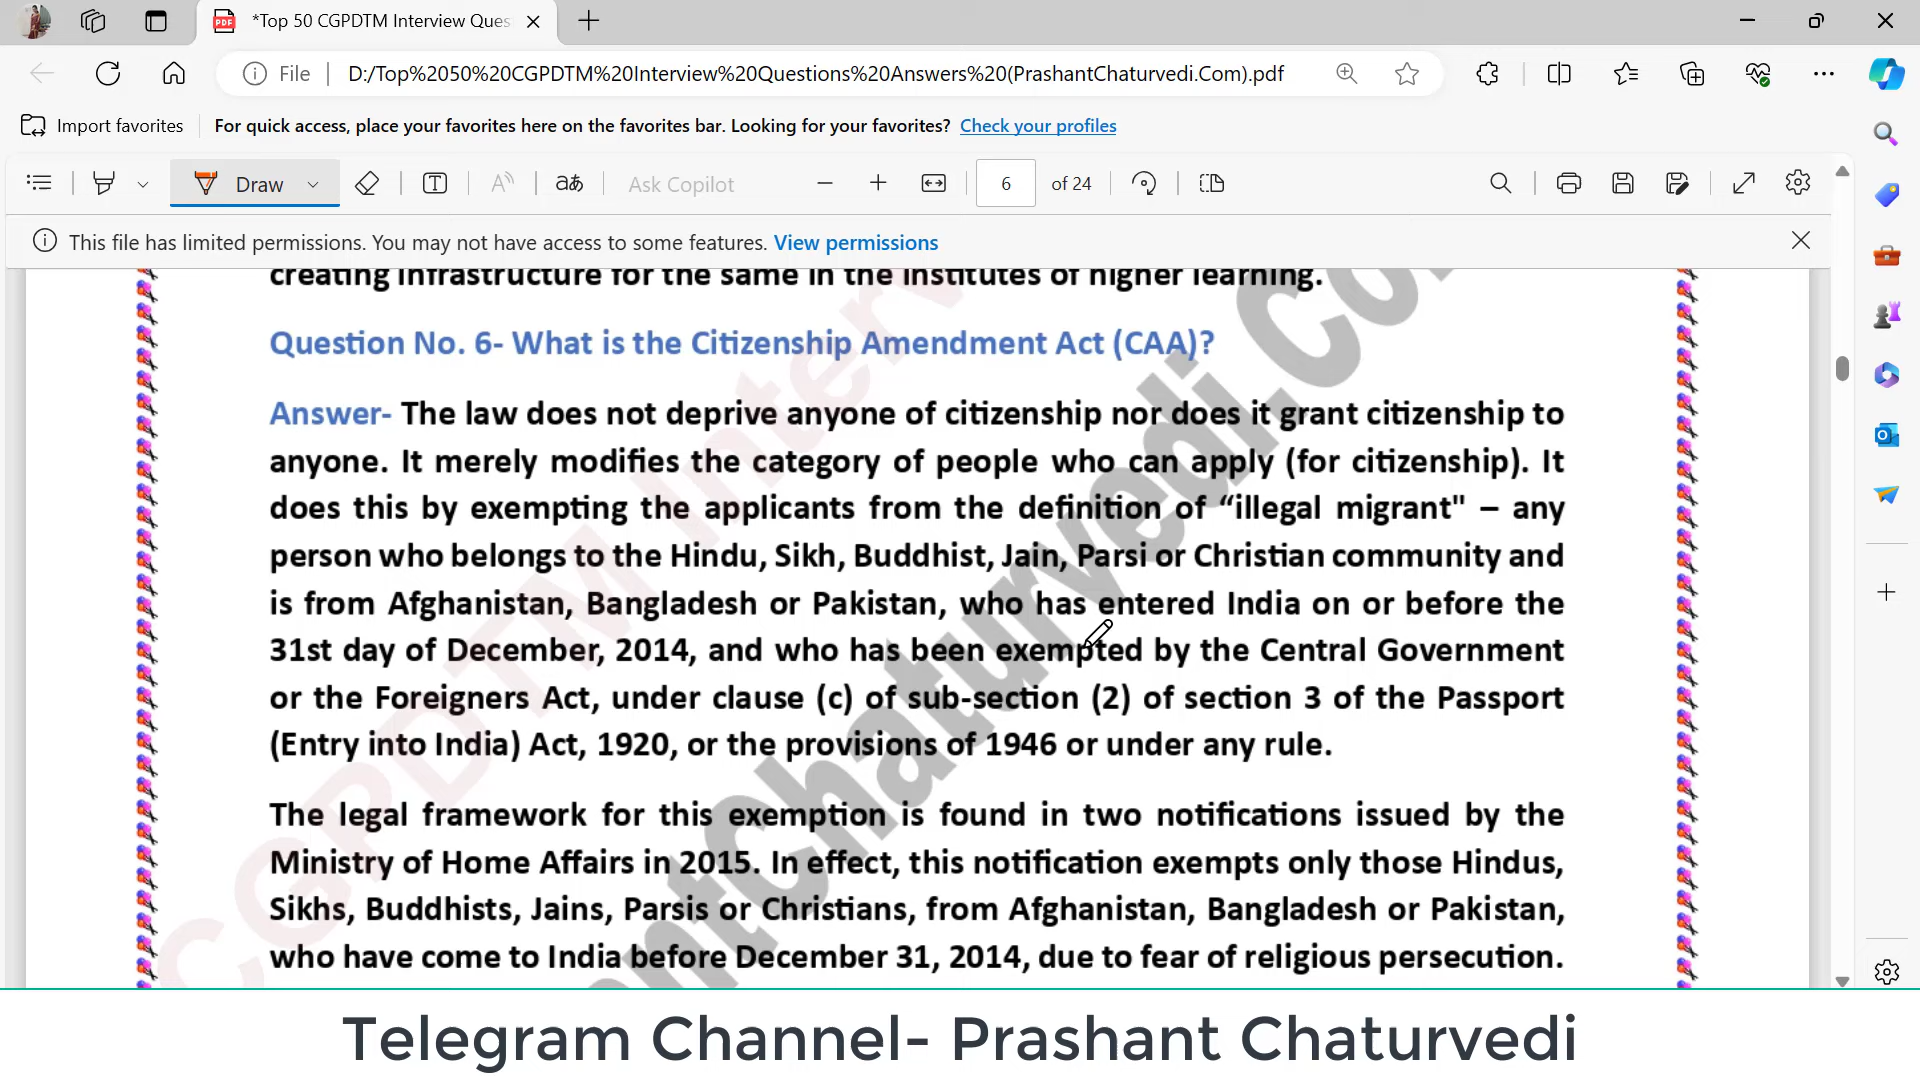 *Top 50 CGPDTM Interview Ques
File
D:/Top%2050%20CGPDTM%20Interview%20Questions%20Answers%20(PrashantChaturvedi.Com).pdf
Import favorites
For quick access, place your favorites here on the favorites bar. Looking for your favorites? Check your profiles
Draw
Ask Copilot
6 of 24
This file has limited permissions. You may not have access to some features. View permissions
creating infrastructure for the same in the institutes of higher learning.
Question No. 6- What is the Citizenship Amendment Act (CAA)?
Answer- The law does not deprive anyone of citizenship nor does it grant citizenship to
anyone. It merely modifies the category of people who can apply (for citizenship). It
does this by exempting the applicants from the definition of “illegal migrant" – any
person who belongs to the Hindu, Sikh, Buddhist, Jain, Parsi or Christian community and
is from Afghanistan, Bangladesh or Pakistan, who has entered India on or before the
31st day of December, 2014, and who has been exempted by the Central Government
or the Foreigners Act, under clause (c) of sub-section (2) of section 3 of the Passport
(Entry into India) Act, 1920, or the provisions of 1946 or under any rule.
The legal framework for this exemption is found in two notifications issued by the
Ministry of Home Affairs in 2015. In effect, this notification exempts only those Hindus,
Sikhs, Buddhists, Jains, Parsis or Christians, from Afghanistan, Bangladesh or Pakistan,
who have come to India before December 31, 2014, due to fear of religious persecution.
CGPDTM Interv
ntChaturvedi.Co
Telegram Channel- Prashant Chaturvedi